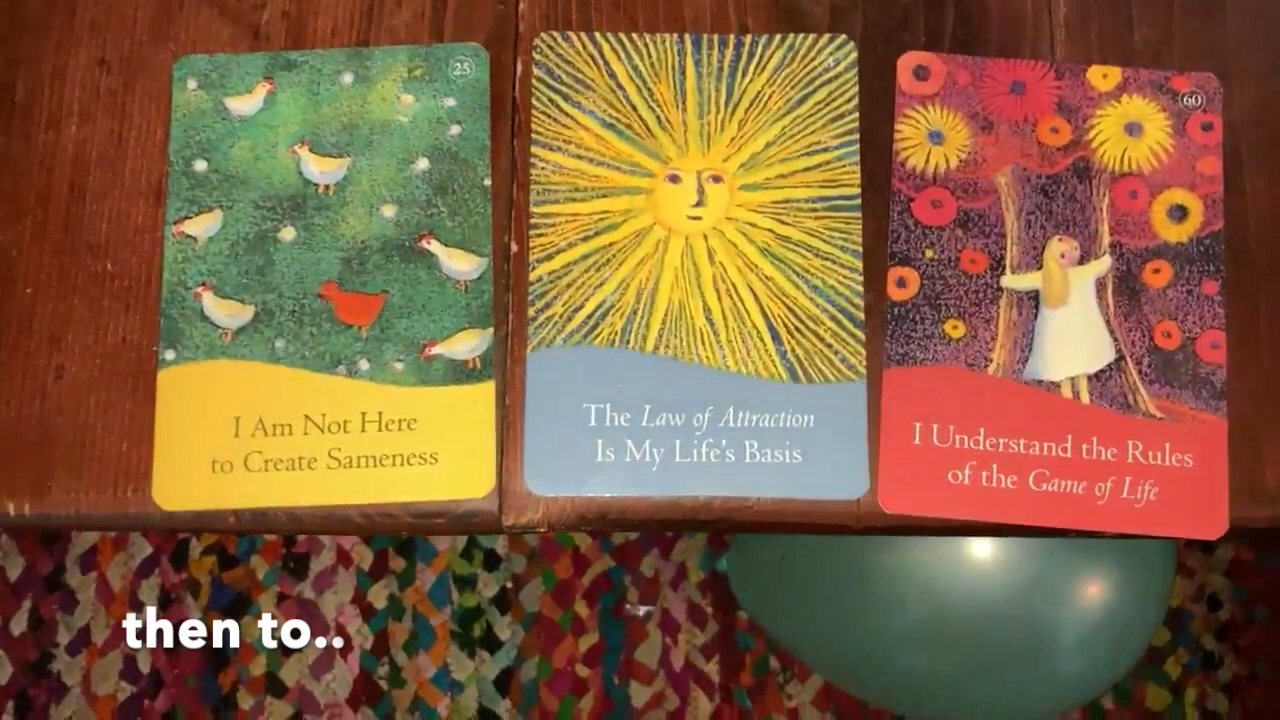 25
I Am Not Here
to Create Sameness
The Law of Attraction
Is My Life's Basis
60
I Understand the Rules
of the Game of Life
then to..